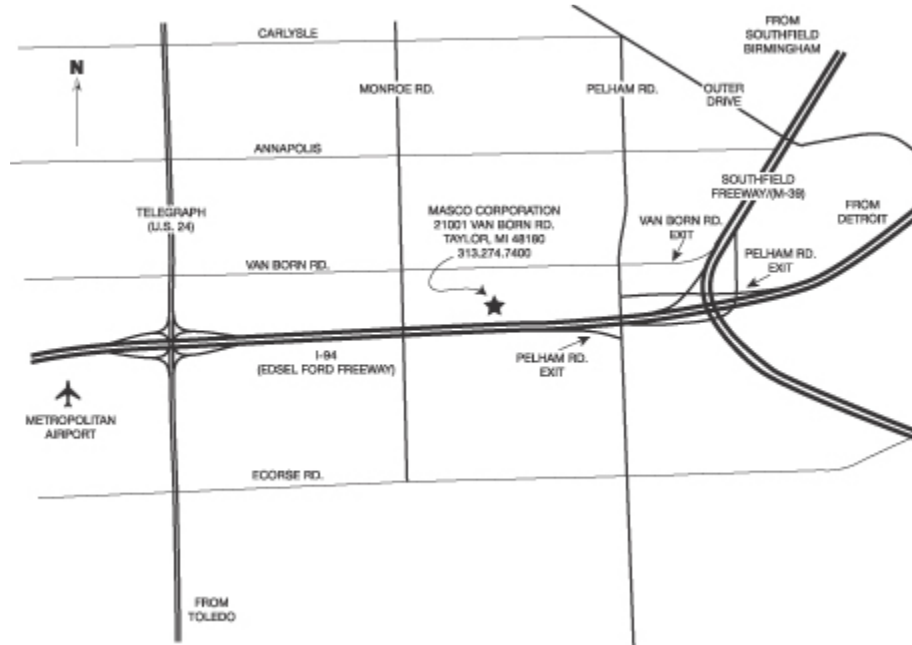 FROM
SOUTHFIELD
BIRMINGHAM
CARLYSLE
N
MONROE RD.
PELHAM RD.
OUTER
DRIVE
ANNAPOLIS
SOUTHFIELD
FREEWAY/(M-39)
FROM
DETROIT
TELEGRAPH
(U.S. 24)
MASCO CORPORATION
21001 VAN BORN RD.
TAYLOR, MI 48180
313.274.7400
VAN BORN RD.
EXIT
VAN BORN RD.
PELHAM RD.
EXIT
I-94
(EDSEL FORD FREEWAY)
PELHAM RD.
EXIT
METROPOLITAN
AIRPORT
ECORSE RD.
FROM
TOLEDO